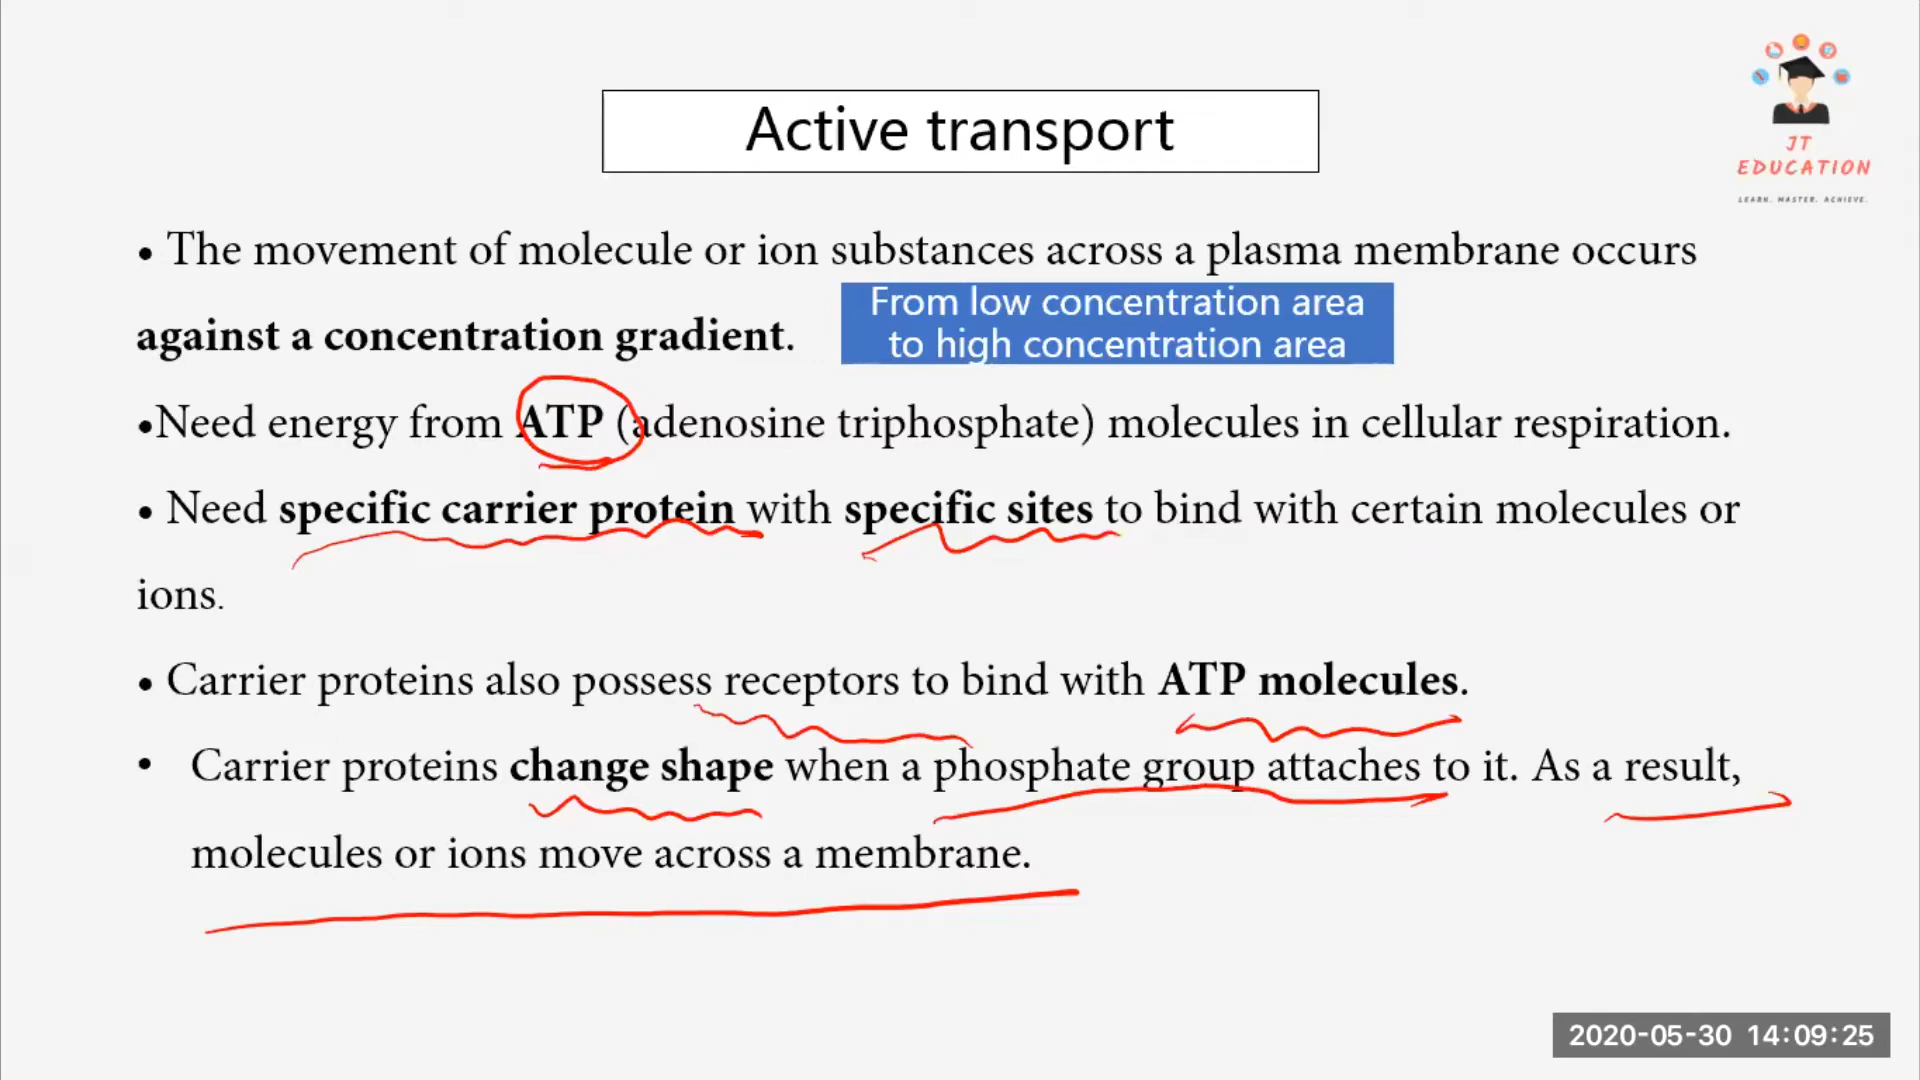 Active transport
JT
EDUCATION
LEARN. MASTER. ACHIEVE.
• The movement of molecule or ion substances across a plasma membrane occurs
against a concentration gradient.
From low concentration area
to high concentration area
•Need energy from ATP (adenosine triphosphate) molecules in cellular respiration.
• Need specific carrier protein with specific sites to bind with certain molecules or
ions.
• Carrier proteins also possess receptors to bind with ATP molecules.
• Carrier proteins change shape when a phosphate group attaches to it. As a result,
molecules or ions move across a membrane.
2020-05-30 14:09:25